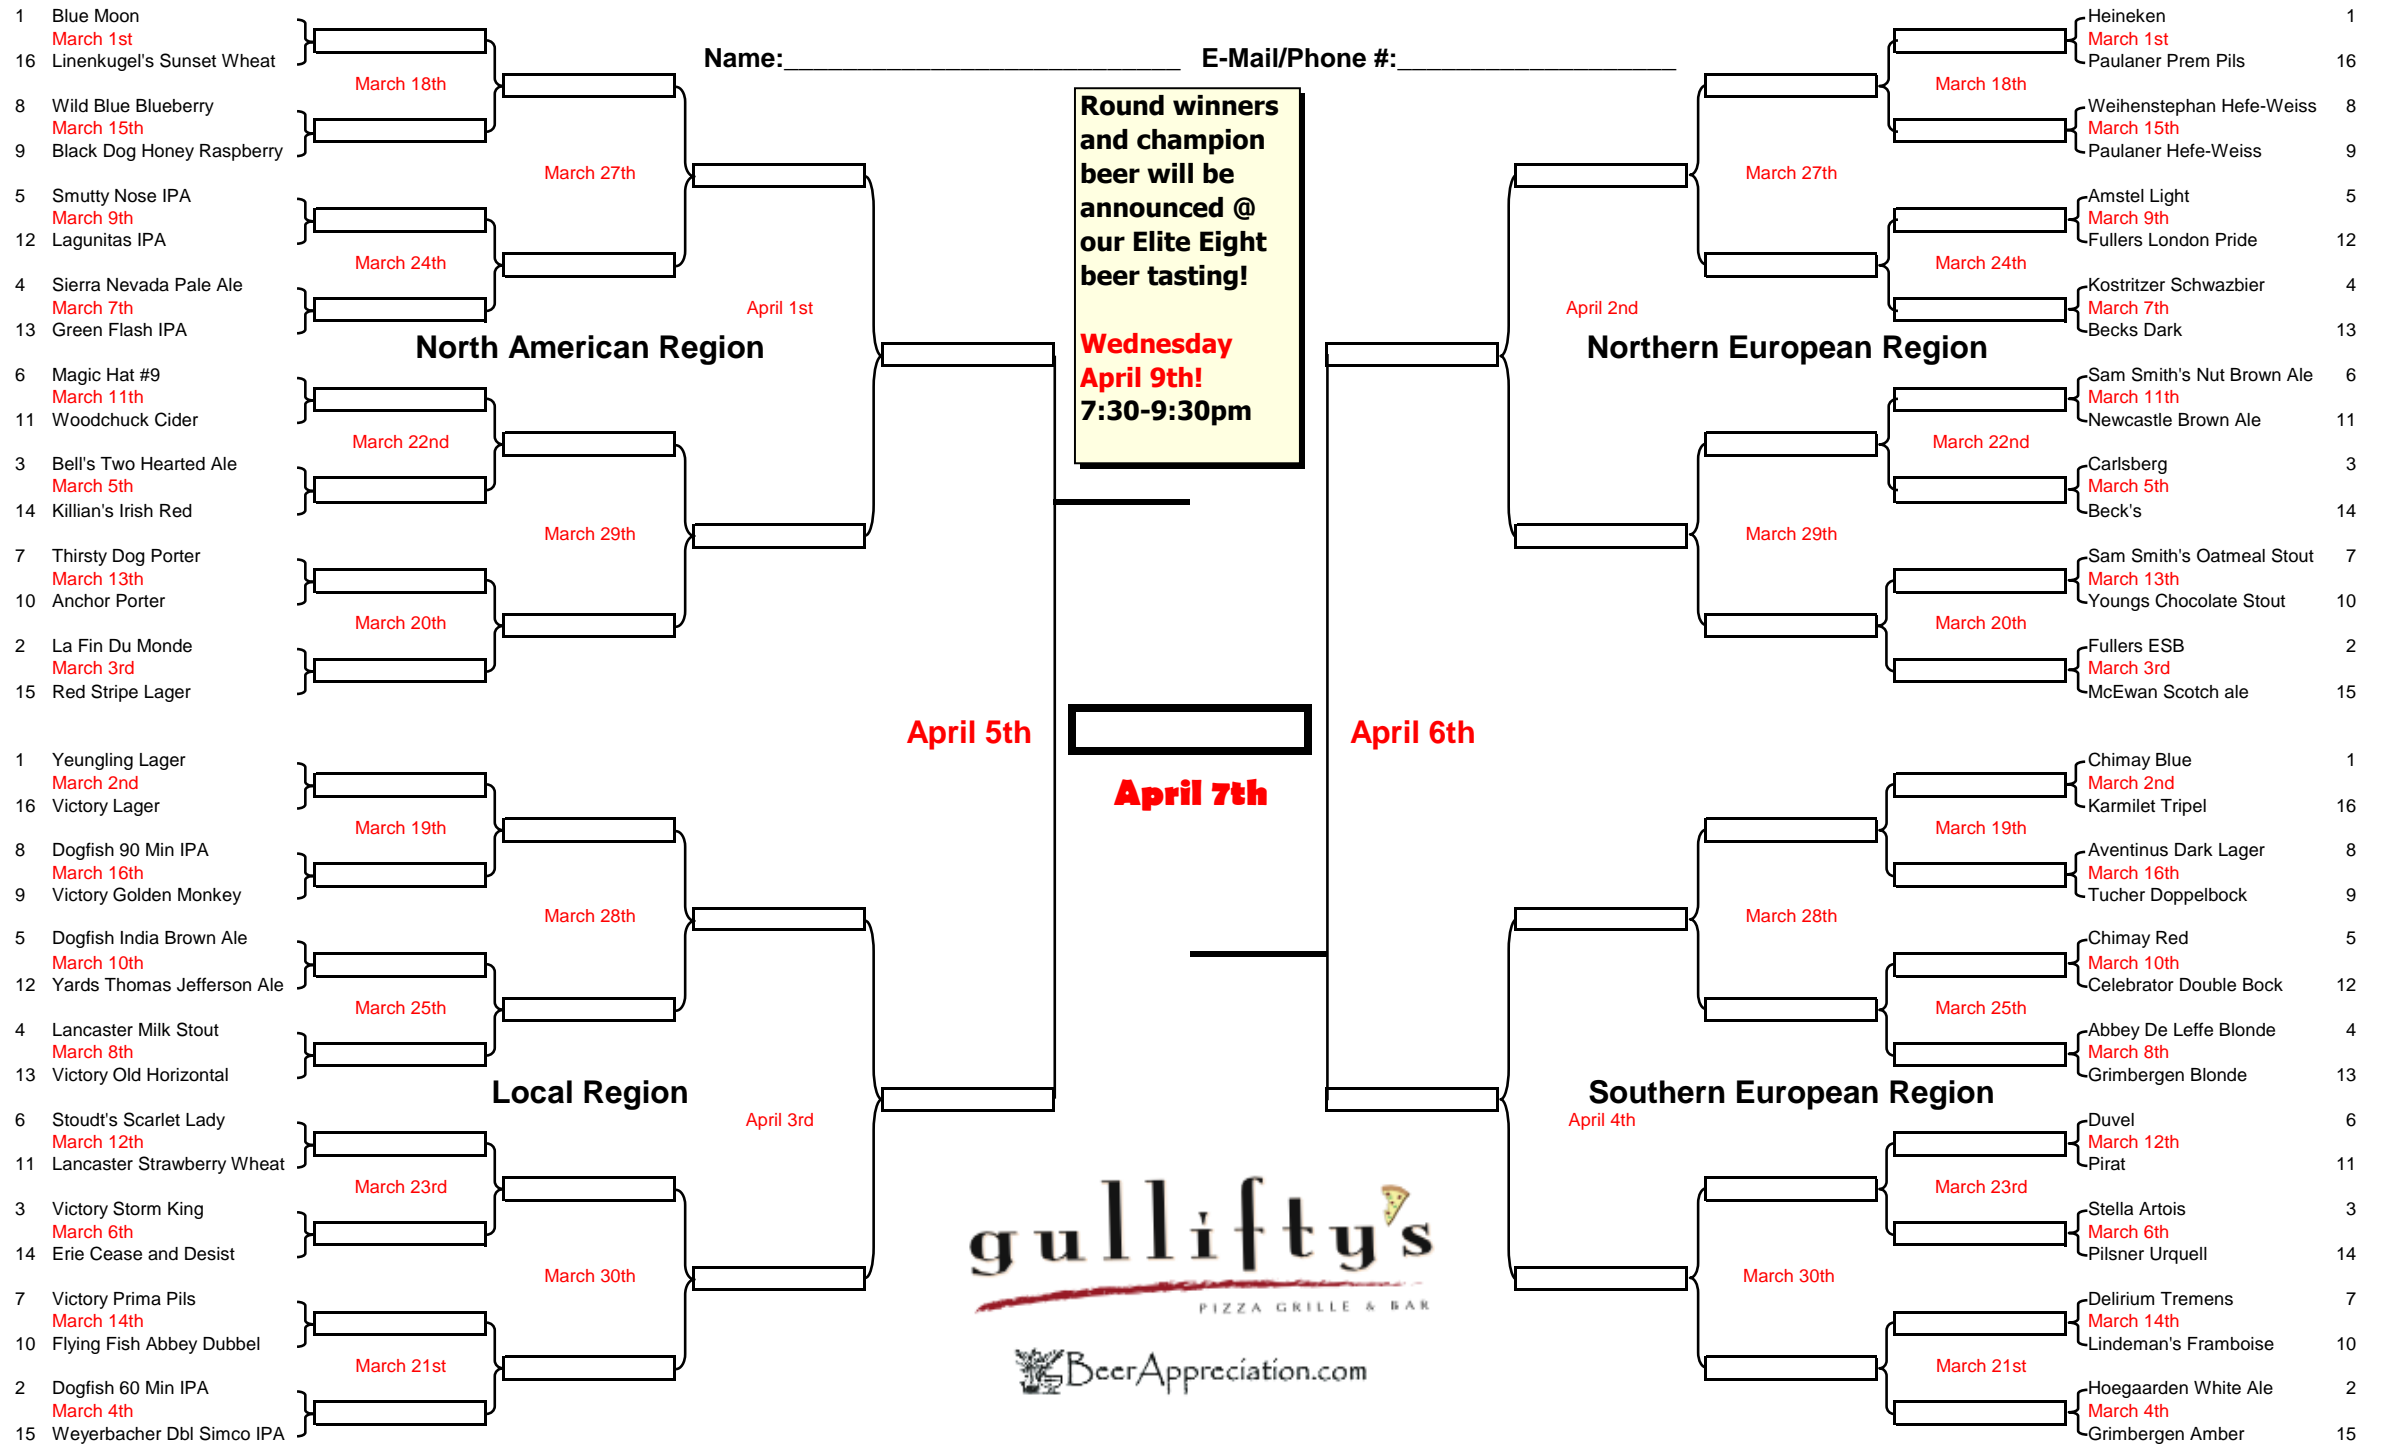 Name:___________________________ E-Mail/Phone #:___________________
1 Blue Moon
March 1st
16 Linenkugel's Sunset Wheat
March 18th
8 Wild Blue Blueberry
March 15th
9 Black Dog Honey Raspberry
March 27th
5 Smutty Nose IPA
March 9th
12 Lagunitas IPA
March 24th
4 Sierra Nevada Pale Ale
March 7th
13 Green Flash IPA
April 1st
North American Region
6 Magic Hat #9
March 11th
11 Woodchuck Cider
March 22nd
3 Bell's Two Hearted Ale
March 5th
14 Killian's Irish Red
March 29th
7 Thirsty Dog Porter
March 13th
10 Anchor Porter
March 20th
2 La Fin Du Monde
March 3rd
15 Red Stripe Lager
April 5th
1 Yeungling Lager
March 2nd
16 Victory Lager
March 19th
8 Dogfish 90 Min IPA
March 16th
9 Victory Golden Monkey
March 28th
5 Dogfish India Brown Ale
March 10th
12 Yards Thomas Jefferson Ale
March 25th
4 Lancaster Milk Stout
March 8th
13 Victory Old Horizontal
Local Region
April 3rd
6 Stoudt's Scarlet Lady
March 12th
11 Lancaster Strawberry Wheat
March 23rd
3 Victory Storm King
March 6th
14 Erie Cease and Desist
March 30th
7 Victory Prima Pils
March 14th
10 Flying Fish Abbey Dubbel
March 21st
2 Dogfish 60 Min IPA
March 4th
15 Weyerbacher Dbl Simco IPA
Round winners
and champion
beer will be
announced @
our Elite Eight
beer tasting!
Wednesday
April 9th!
7:30-9:30pm
April 7th
gullifty's
PIZZA GRILLE & BAR
BeerAppreciation.com
Heineken 1
March 1st
Paulaner Prem Pils 16
March 18th
Weihenstephan Hefe-Weiss 8
March 15th
Paulaner Hefe-Weiss 9
March 27th
Amstel Light 5
March 9th
Fullers London Pride 12
March 24th
Kostritzer Schwazbier 4
March 7th
Becks Dark 13
April 2nd
Northern European Region
Sam Smith's Nut Brown Ale 6
March 11th
Newcastle Brown Ale 11
March 22nd
Carlsberg 3
March 5th
Beck's 14
March 29th
Sam Smith's Oatmeal Stout 7
March 13th
Youngs Chocolate Stout 10
March 20th
Fullers ESB 2
March 3rd
McEwan Scotch ale 15
April 6th
Chimay Blue 1
March 2nd
Karmilet Tripel 16
March 19th
Aventinus Dark Lager 8
March 16th
Tucher Doppelbock 9
March 28th
Chimay Red 5
March 10th
Celebrator Double Bock 12
March 25th
Abbey De Leffe Blonde 4
March 8th
Grimbergen Blonde 13
Southern European Region
April 4th
Duvel 6
March 12th
Pirat 11
March 23rd
Stella Artois 3
March 6th
Pilsner Urquell 14
March 30th
Delirium Tremens 7
March 14th
Lindeman's Framboise 10
March 21st
Hoegaarden White Ale 2
March 4th
Grimbergen Amber 15